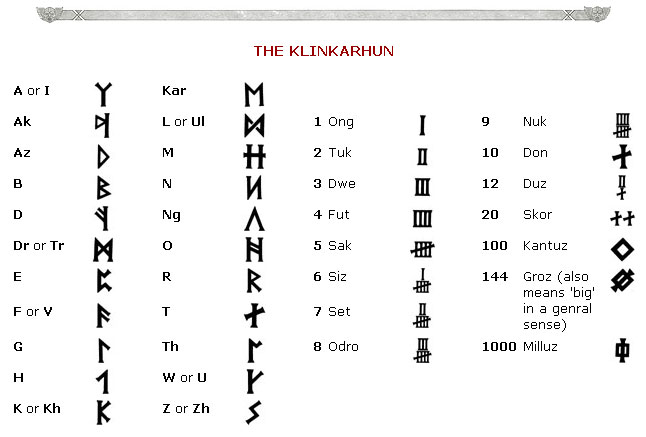 THE KLINKARHUN
A or I Kar
Ak L or Ul 1 Ong 9 Nuk
Az M 2 Tuk 10 Don
B N 3 Dwe 12 Duz
D Ng 4 Fut 20 Skor
Dr or Tr O 5 Sak 100 Kantuz
E R 6 Siz 144 Groz (also
means 'big'
F or V T 7 Set in a genral
sense)
G Th 8 Odro 1000 Milluz
H W or U
K or Kh Z or Zh